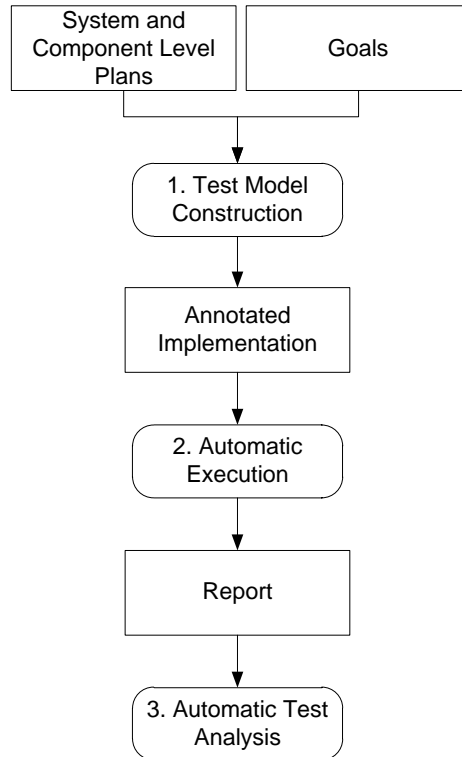 System and
Component Level
Plans
Goals
1. Test Model
Construction
Annotated
Implementation
2. Automatic
Execution
Report
3. Automatic Test
Analysis